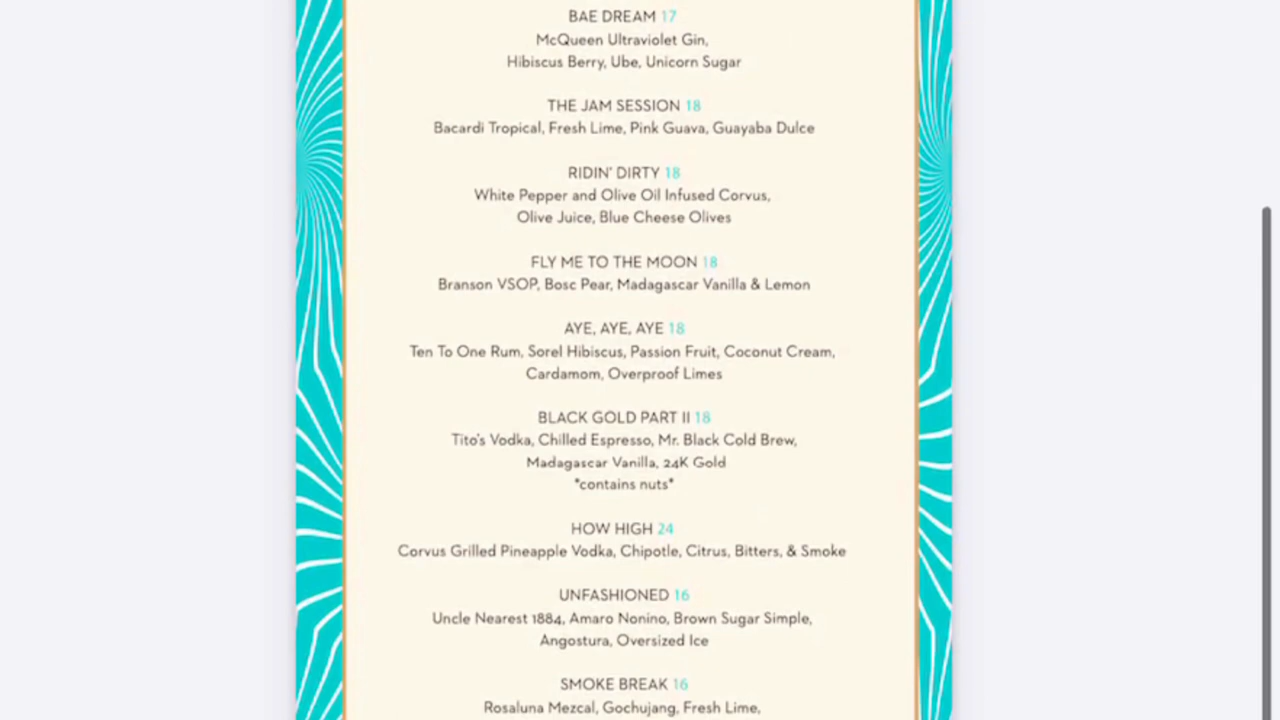 BAE DREAM 17
McQueen Ultraviolet Gin,
Hibiscus Berry, Ube, Unicorn Sugar
THE JAM SESSION 18
Bacardi Tropical, Fresh Lime, Pink Guava, Guayaba Dulce
RIDIN' DIRTY 18
White Pepper and Olive Oil Infused Corvus,
Olive Juice, Blue Cheese Olives
FLY ME TO THE MOON 18
Branson VSOP, Bosc Pear, Madagascar Vanilla & Lemon
AYE, AYE, AYE 18
Ten To One Rum, Sorel Hibiscus, Passion Fruit, Coconut Cream,
Cardamom, Overproof Limes
BLACK GOLD PART II 18
Tito's Vodka, Chilled Espresso, Mr. Black Cold Brew,
Madagascar Vanilla, 24K Gold
*contains nuts*
HOW HIGH 24
Corvus Grilled Pineapple Vodka, Chipotle, Citrus, Bitters, & Smoke
UNFASHIONED 16
Uncle Nearest 1884, Amaro Nonino, Brown Sugar Simple,
Angostura, Oversized Ice
SMOKE BREAK 16
Rosaluna Mezcal, Gochujang, Fresh Lime,